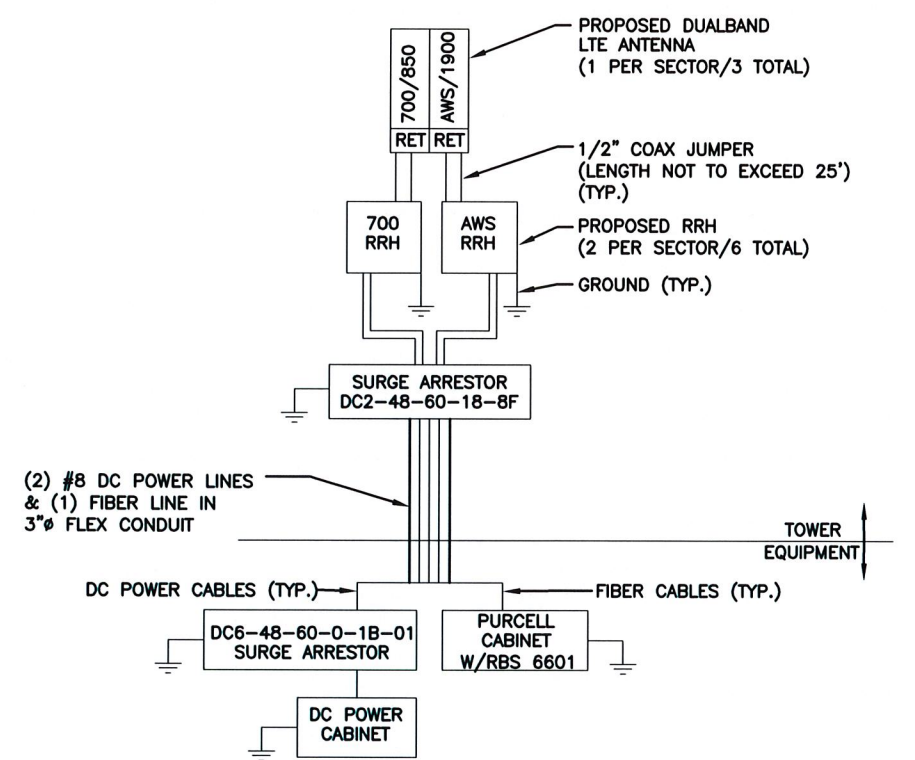 PROPOSED DUALBAND
LTE ANTENNA
(1 PER SECTOR/3 TOTAL)
700/850
AWS/1900
RET RET
1/2" COAX JUMPER
(LENGTH NOT TO EXCEED 25')
(TYP.)
700
RRH
AWS
RRH
PROPOSED RRH
(2 PER SECTOR/6 TOTAL)
GROUND (TYP.)
SURGE ARRESTOR
DC2-48-60-18-8F
(2) #8 DC POWER LINES
& (1) FIBER LINE IN
3"ø FLEX CONDUIT
TOWER
EQUIPMENT
DC POWER CABLES (TYP.)
FIBER CABLES (TYP.)
DC6-48-60-0-1B-01
SURGE ARRESTOR
PURCELL
CABINET
W/RBS 6601
DC POWER
CABINET